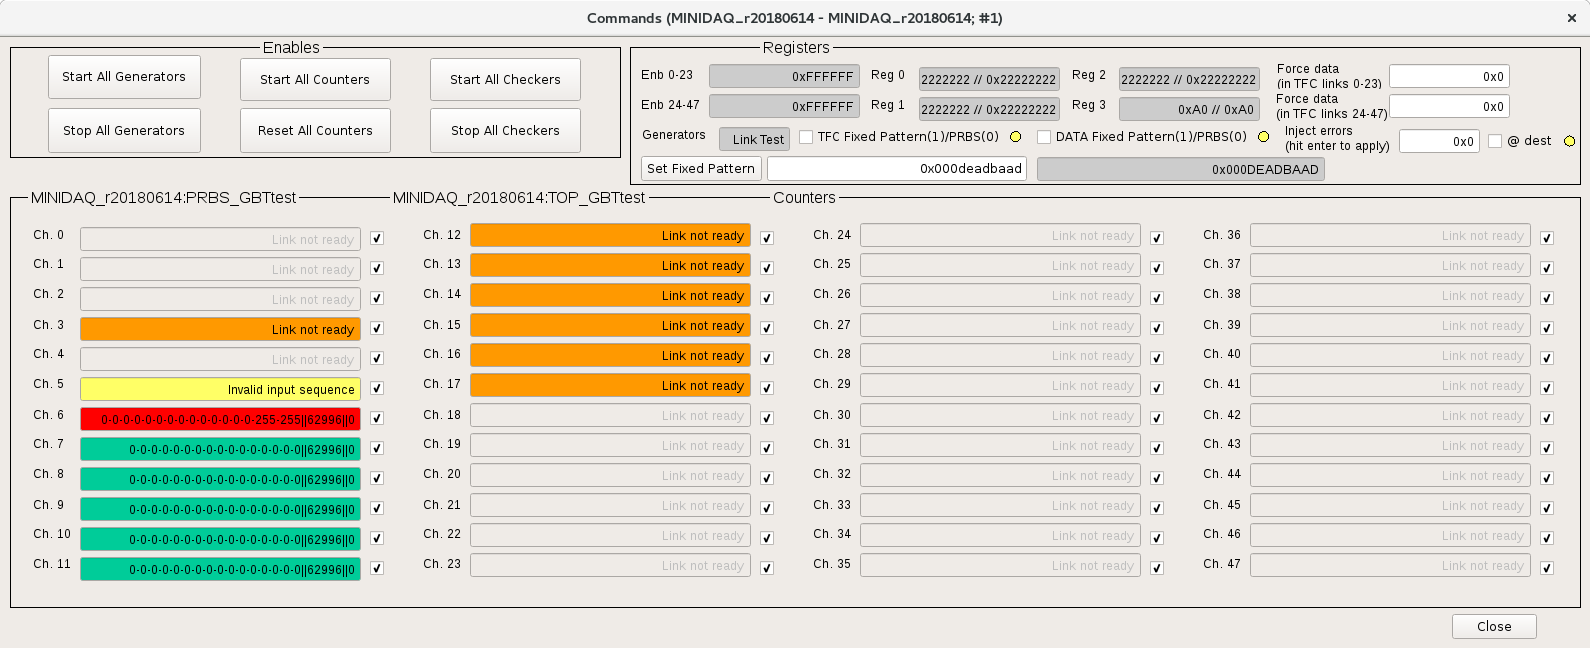 Commands (MINIDAQ_r20180614 - MINIDAQ_r20180614; #1)
Enables
Start All Generators
Start All Counters
Start All Checkers
Stop All Generators
Reset All Counters
Stop All Checkers
Registers
Enb 0-23 0xFFFFFF Reg 0 2222222 // 0x22222222 Reg 2 2222222 // 0x22222222 Force data (in TFC links 0-23) 0x0
Enb 24-47 0xFFFFFF Reg 1 2222222 // 0x22222222 Reg 3 0xA0 // 0xA0 Force data (in TFC links 24-47) 0x0
Generators Link Test TFC Fixed Pattern(1)/PRBS(0) DATA Fixed Pattern(1)/PRBS(0) Inject errors (hit enter to apply) 0x0 @ dest
Set Fixed Pattern 0x000deadbaad 0x000DEADBAAD
MINIDAQ_r20180614:PRBS_GBTtest MINIDAQ_r20180614:TOP_GBTtest Counters
Ch. 0 Link not ready
Ch. 1 Link not ready
Ch. 2 Link not ready
Ch. 3 Link not ready
Ch. 4 Link not ready
Ch. 5 Invalid input sequence
Ch. 6 0-0-0-0-0-0-0-0-0-0-0-0-0-0-255-255||62996||0
Ch. 7 0-0-0-0-0-0-0-0-0-0-0-0-0-0-0-0||62996||0
Ch. 8 0-0-0-0-0-0-0-0-0-0-0-0-0-0-0-0||62996||0
Ch. 9 0-0-0-0-0-0-0-0-0-0-0-0-0-0-0-0||62996||0
Ch. 10 0-0-0-0-0-0-0-0-0-0-0-0-0-0-0-0||62996||0
Ch. 11 0-0-0-0-0-0-0-0-0-0-0-0-0-0-0-0||62996||0
Ch. 12 Link not ready
Ch. 13 Link not ready
Ch. 14 Link not ready
Ch. 15 Link not ready
Ch. 16 Link not ready
Ch. 17 Link not ready
Ch. 18 Link not ready
Ch. 19 Link not ready
Ch. 20 Link not ready
Ch. 21 Link not ready
Ch. 22 Link not ready
Ch. 23 Link not ready
Ch. 24 Link not ready
Ch. 25 Link not ready
Ch. 26 Link not ready
Ch. 27 Link not ready
Ch. 28 Link not ready
Ch. 29 Link not ready
Ch. 30 Link not ready
Ch. 31 Link not ready
Ch. 32 Link not ready
Ch. 33 Link not ready
Ch. 34 Link not ready
Ch. 35 Link not ready
Ch. 36 Link not ready
Ch. 37 Link not ready
Ch. 38 Link not ready
Ch. 39 Link not ready
Ch. 40 Link not ready
Ch. 41 Link not ready
Ch. 42 Link not ready
Ch. 43 Link not ready
Ch. 44 Link not ready
Ch. 45 Link not ready
Ch. 46 Link not ready
Ch. 47 Link not ready
Close